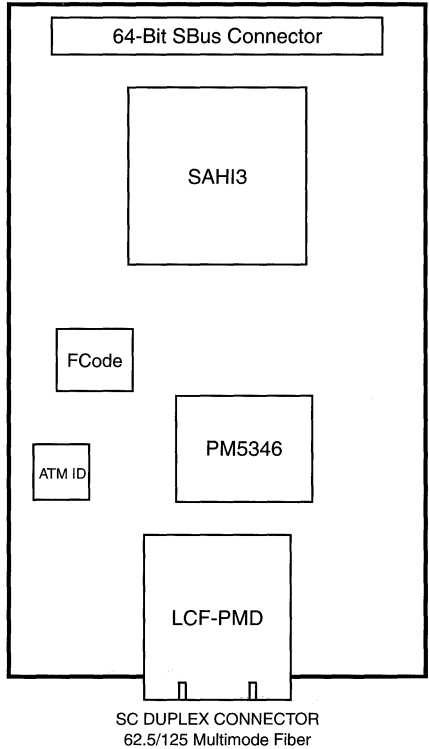 64-Bit SBus Connector
SAHI3
FCode
PM5346
ATM ID
LCF-PMD
SC DUPLEX CONNECTOR
62.5/125 Multimode Fiber